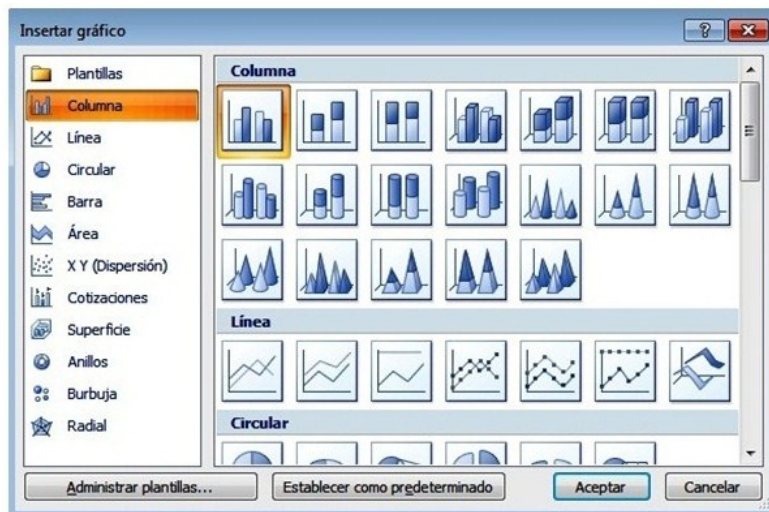 Insertar gráfico
Plantillas
Columna
Línea
Circular
Barra
Área
X Y (Dispersión)
Cotizaciones
Superficie
Anillos
Burbuja
Radial
Columna
Línea
Circular
Administrar plantillas...
Establecer como predeterminado
Aceptar
Cancelar